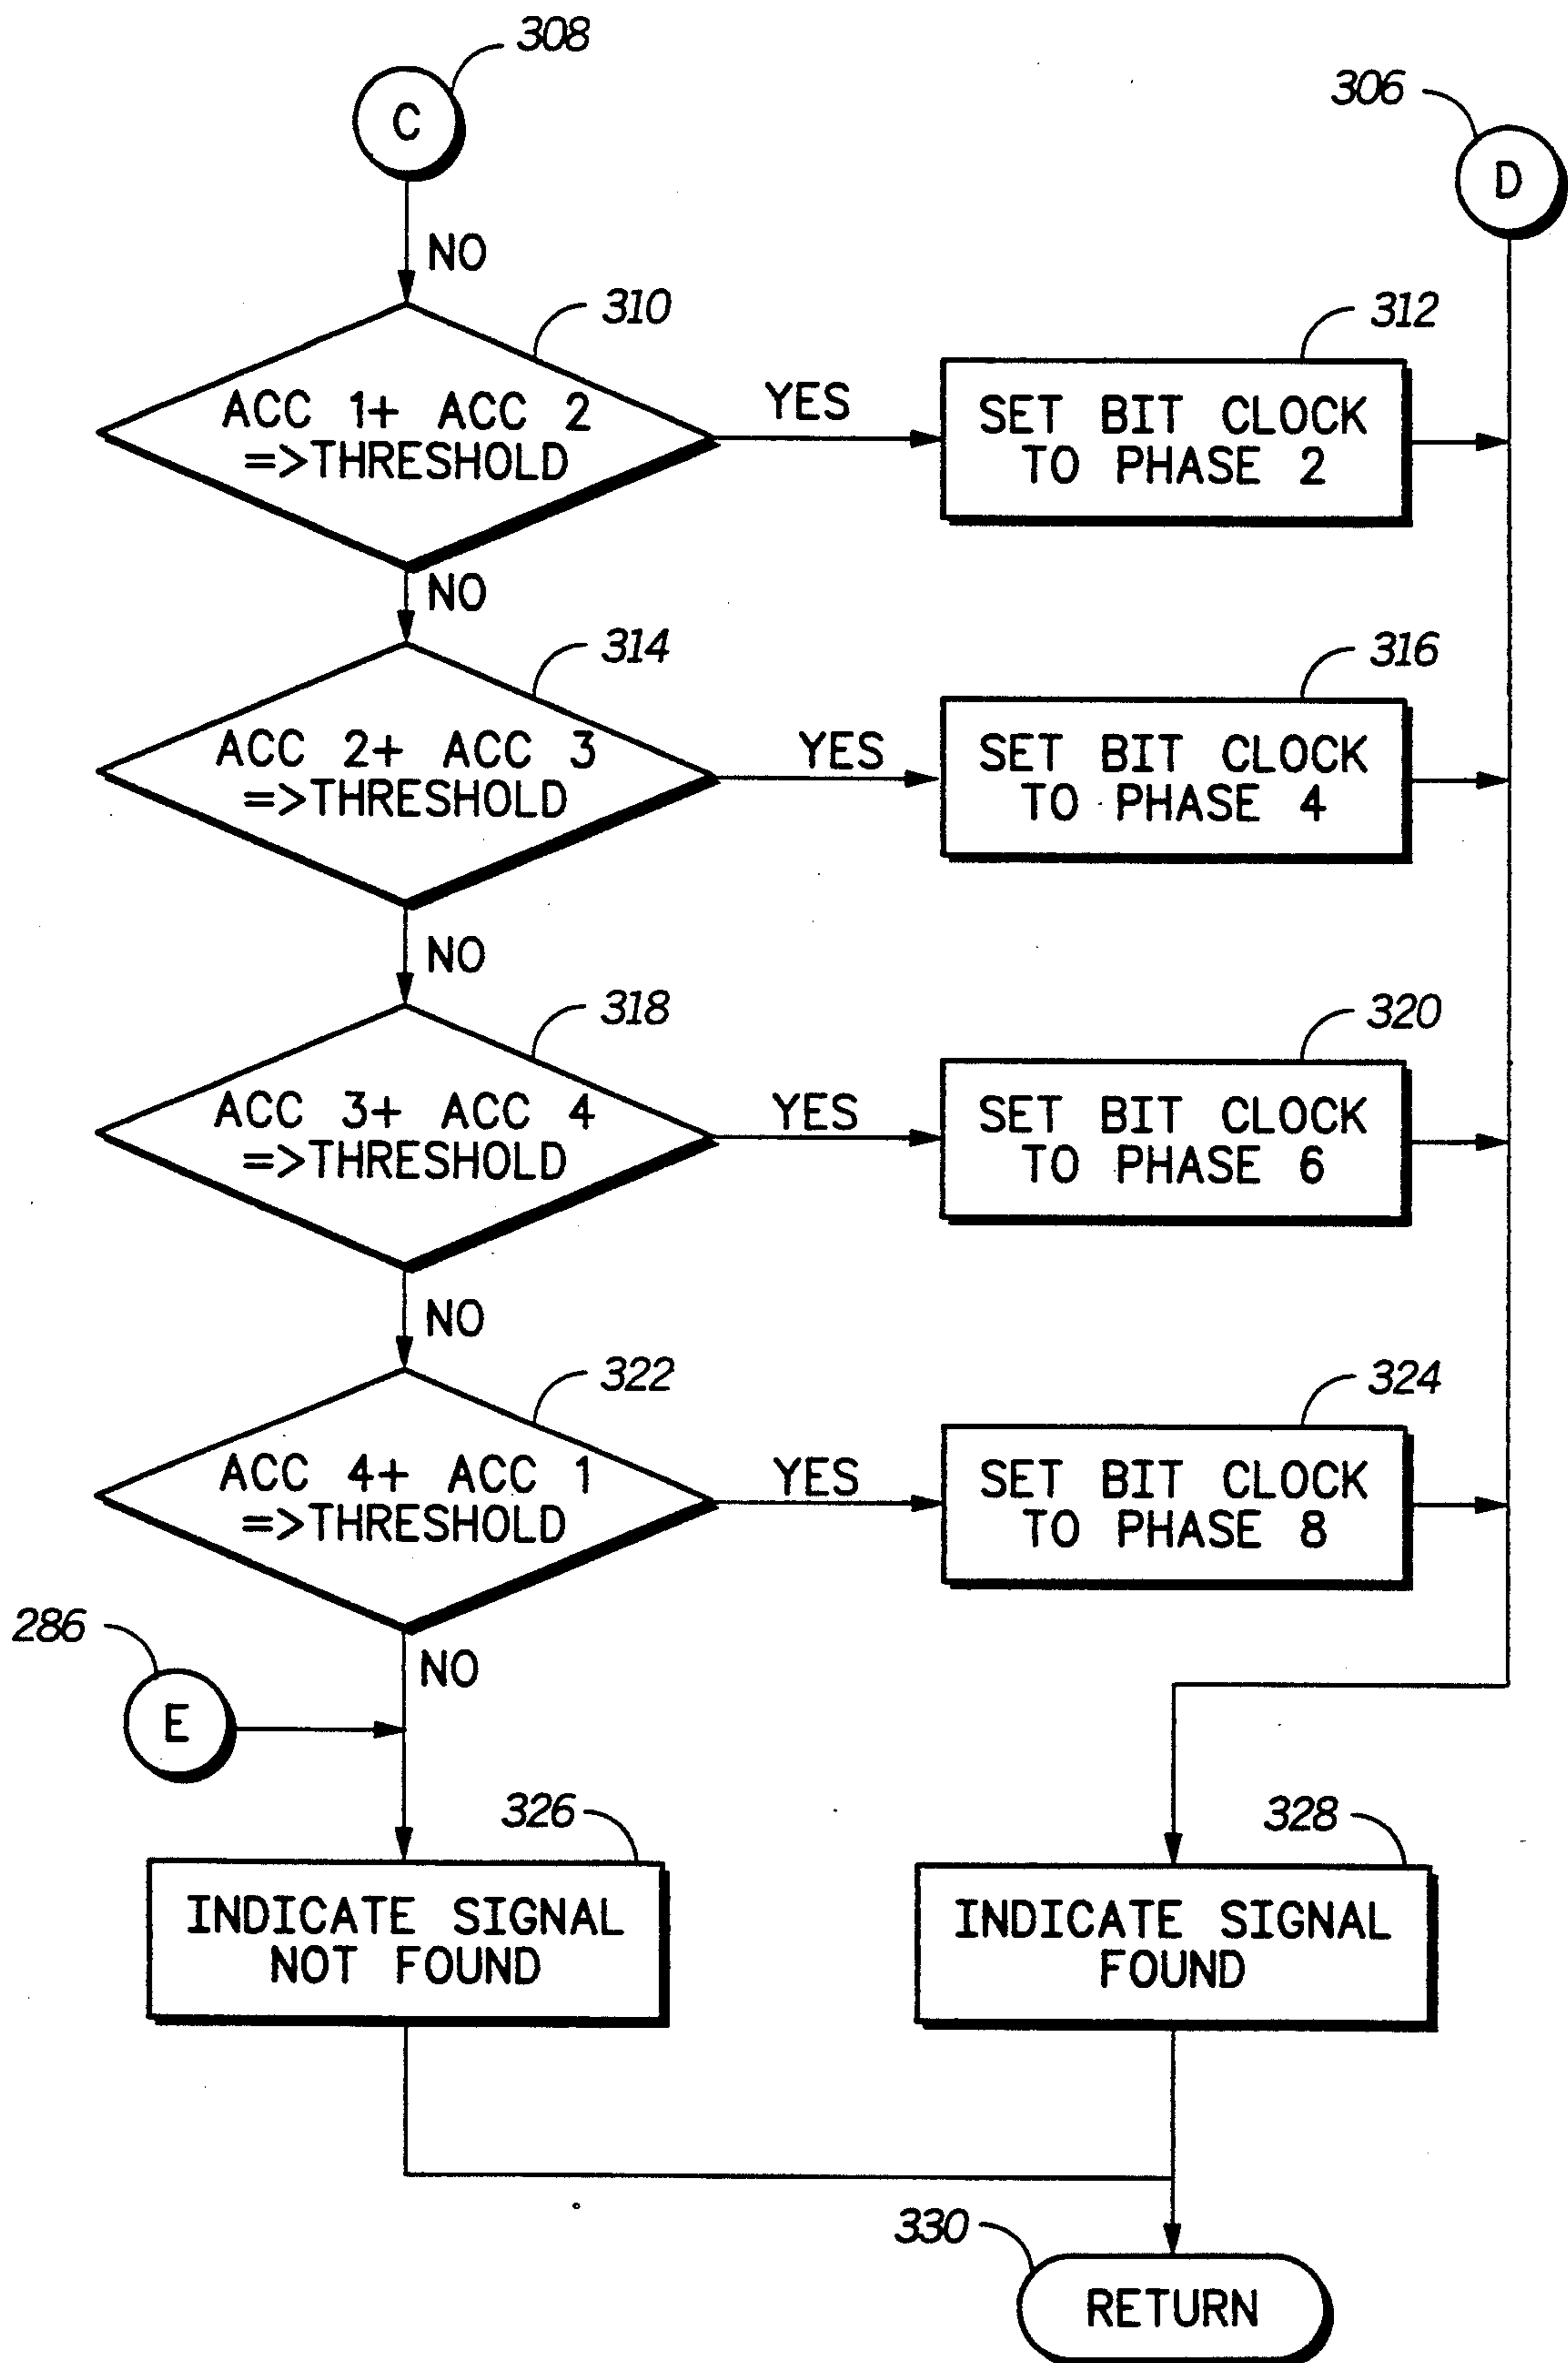 308
C
306
D
NO
310
ACC 1+ ACC 2
=>THRESHOLD
YES
312
SET BIT CLOCK
TO PHASE 2
NO
314
ACC 2+ ACC 3
=>THRESHOLD
YES
316
SET BIT CLOCK
TO PHASE 4
NO
318
ACC 3+ ACC 4
=>THRESHOLD
YES
320
SET BIT CLOCK
TO PHASE 6
NO
322
ACC 4+ ACC 1
=>THRESHOLD
YES
324
SET BIT CLOCK
TO PHASE 8
286
E
NO
326
INDICATE SIGNAL
NOT FOUND
328
INDICATE SIGNAL
FOUND
330
RETURN